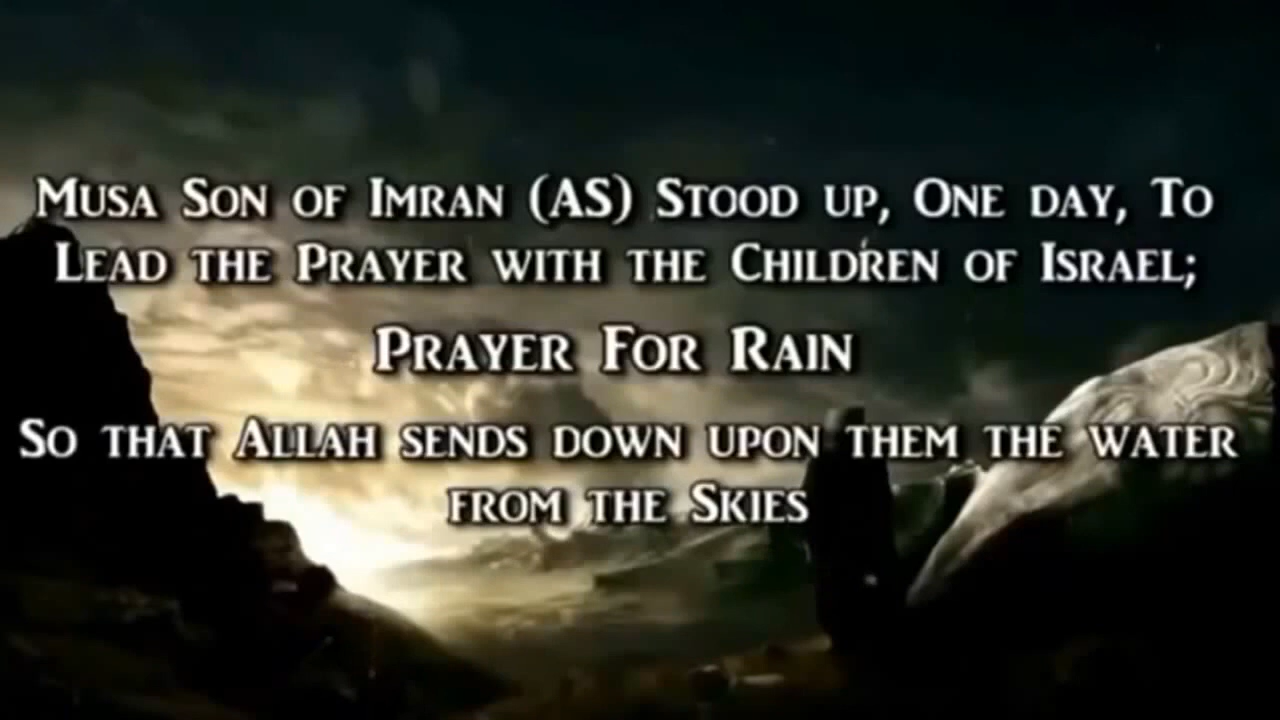 Musa Son of Imran (AS) Stood up, One day, To
Lead the Prayer with the Children of Israel;
Prayer For Rain
So that Allah sends down upon them the water
from the Skies